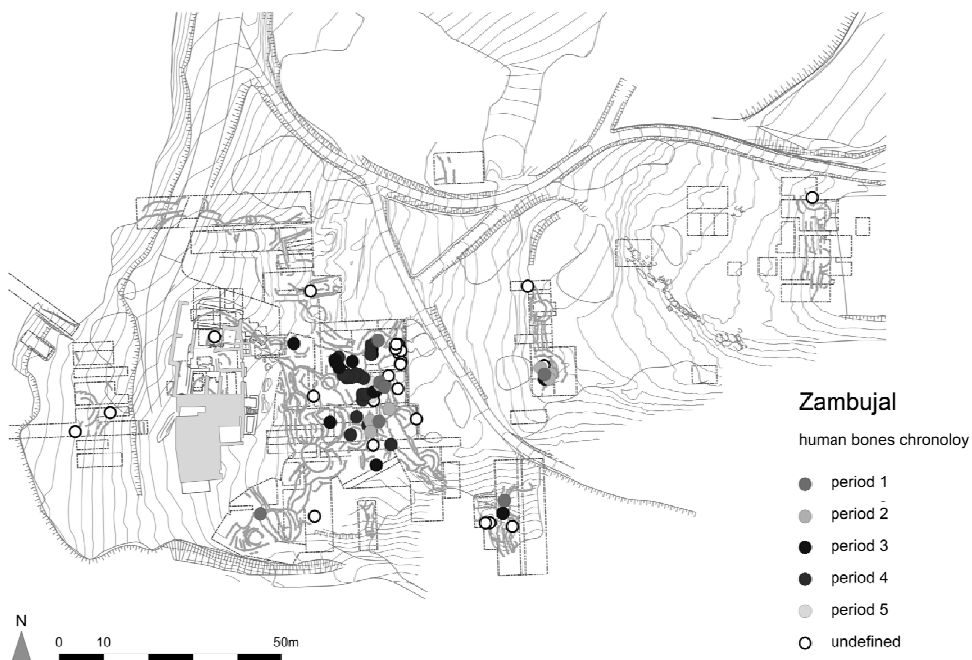 Zambujal
human bones chronoloy
period 1
period 2
period 3
period 4
period 5
undefined
N
0 10 50m